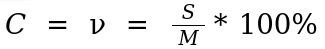 C = ν = S/M * 100%